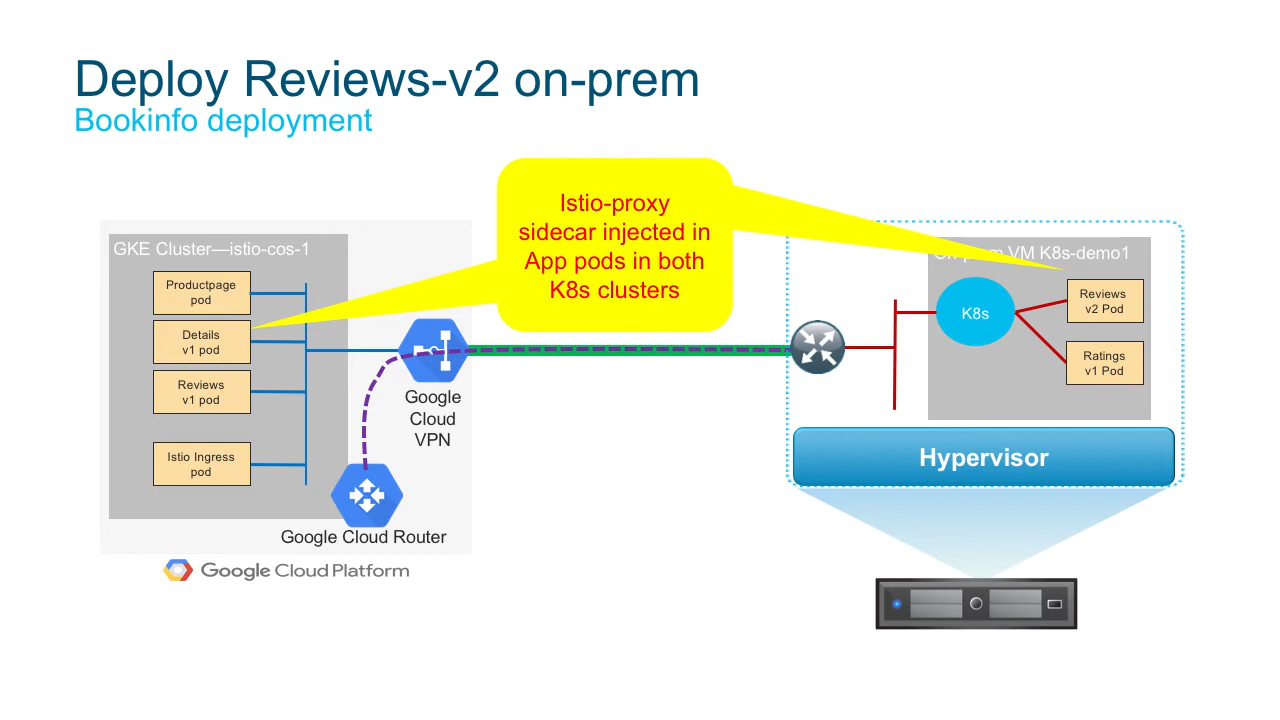 Deploy Reviews-v2 on-prem
Bookinfo deployment
Istio-proxy
sidecar injected in
App pods in both
K8s clusters
GKE Cluster—istio-cos-1
Productpage
pod
Details
v1 pod
Reviews
v1 pod
Istio Ingress
pod
Google
Cloud
VPN
Google Cloud Router
Google Cloud Platform
VM K8s-demo1
K8s
Reviews
v2 Pod
Ratings
v1 Pod
Hypervisor